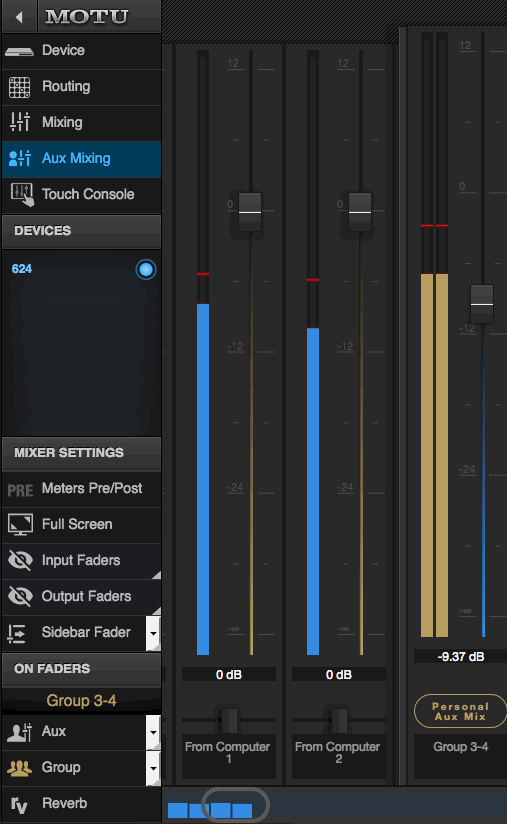 MOTU
Device
Routing
Mixing
Aux Mixing
Touch Console
DEVICES
624
MIXER SETTINGS
PRE Meters Pre/Post
Full Screen
Input Faders
Output Faders
Sidebar Fader
ON FADERS
Group 3-4
Aux
Group
rv Reverb
12
0
-12
-24
-∞
0 dB
From Computer
1
12
0
-12
-24
-∞
0 dB
From Computer
2
12
0
-12
-24
-∞
-9.37 dB
Personal
Aux Mix
Group 3-4